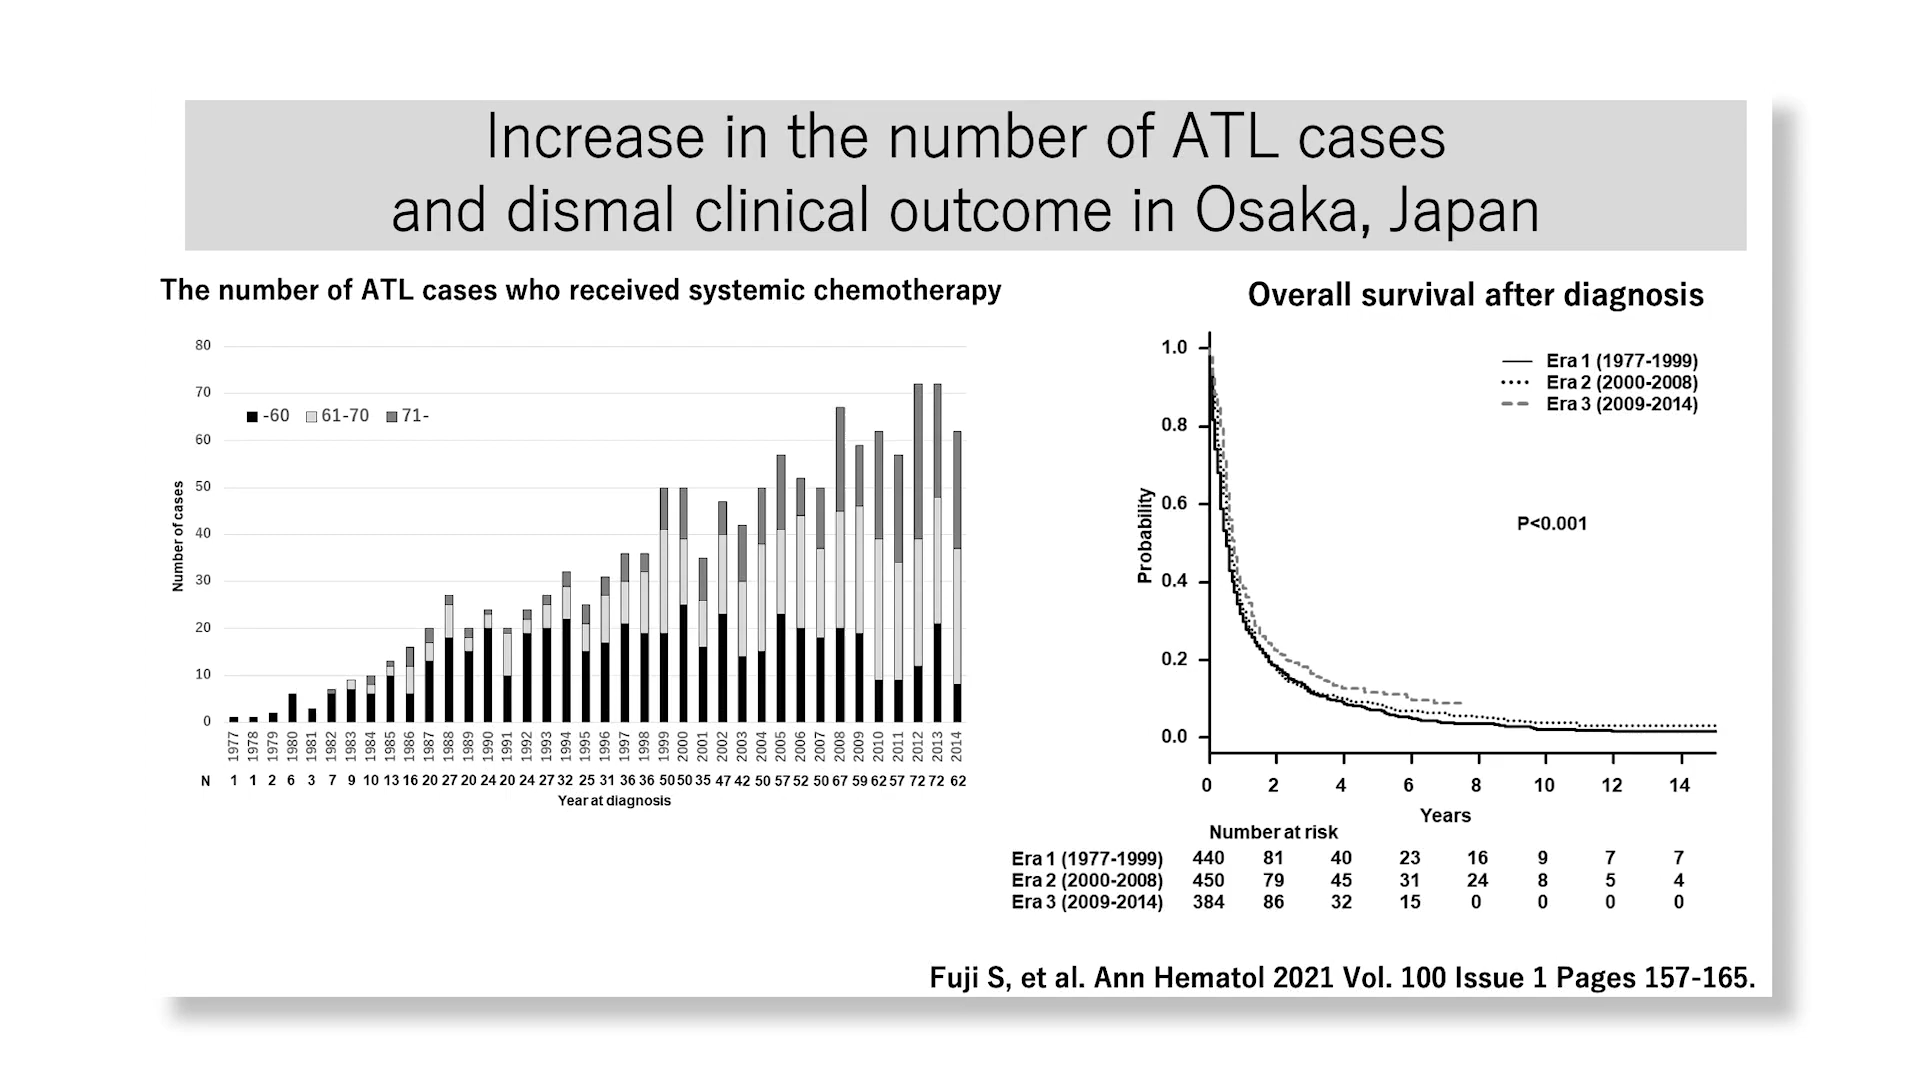 Increase in the number of ATL cases
and dismal clinical outcome in Osaka, Japan
The number of ATL cases who received systemic chemotherapy
80
70
60
50
40
30
20
10
0
Number of cases
-60 61-70 71-
1977 1978 1979 1980 1981 1982 1983 1984 1985 1986 1987 1988 1989 1990 1991 1992 1993 1994 1995 1996 1997 1998 1999 2000 2001 2002 2003 2004 2005 2006 2007 2008 2009 2010 2011 2012 2013 2014
N 1 1 2 6 3 7 9 10 13 16 20 27 20 24 20 24 27 32 25 31 36 36 50 50 35 47 42 50 57 52 50 67 59 62 57 72 72 62
Year at diagnosis
Overall survival after diagnosis
1.0
0.8
0.6
0.4
0.2
0.0
Probability
Era 1 (1977-1999)
Era 2 (2000-2008)
Era 3 (2009-2014)
P<0.001
0 2 4 6 8 10 12 14
Years
Number at risk
Era 1 (1977-1999) 440 81 40 23 16 9 7 7
Era 2 (2000-2008) 450 79 45 31 24 8 5 4
Era 3 (2009-2014) 384 86 32 15 0 0 0 0
Fuji S, et al. Ann Hematol 2021 Vol. 100 Issue 1 Pages 157-165.